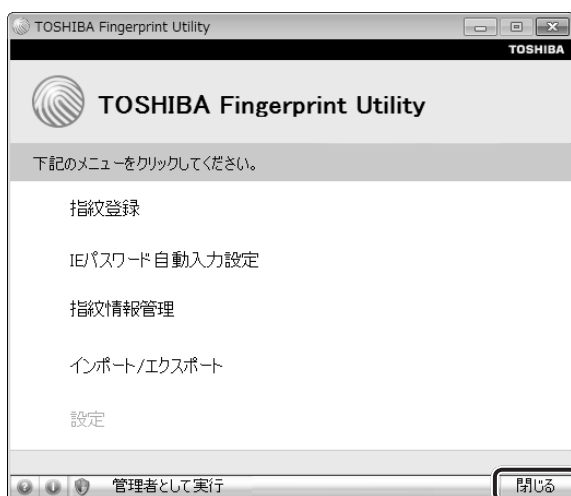 TOSHIBA Fingerprint Utility
TOSHIBA
TOSHIBA Fingerprint Utility
下記のメニューをクリックしてください。
指紋登録
IEパスワード自動入力設定
指紋情報管理
インポート/エクスポート
設定
管理者として実行
閉じる